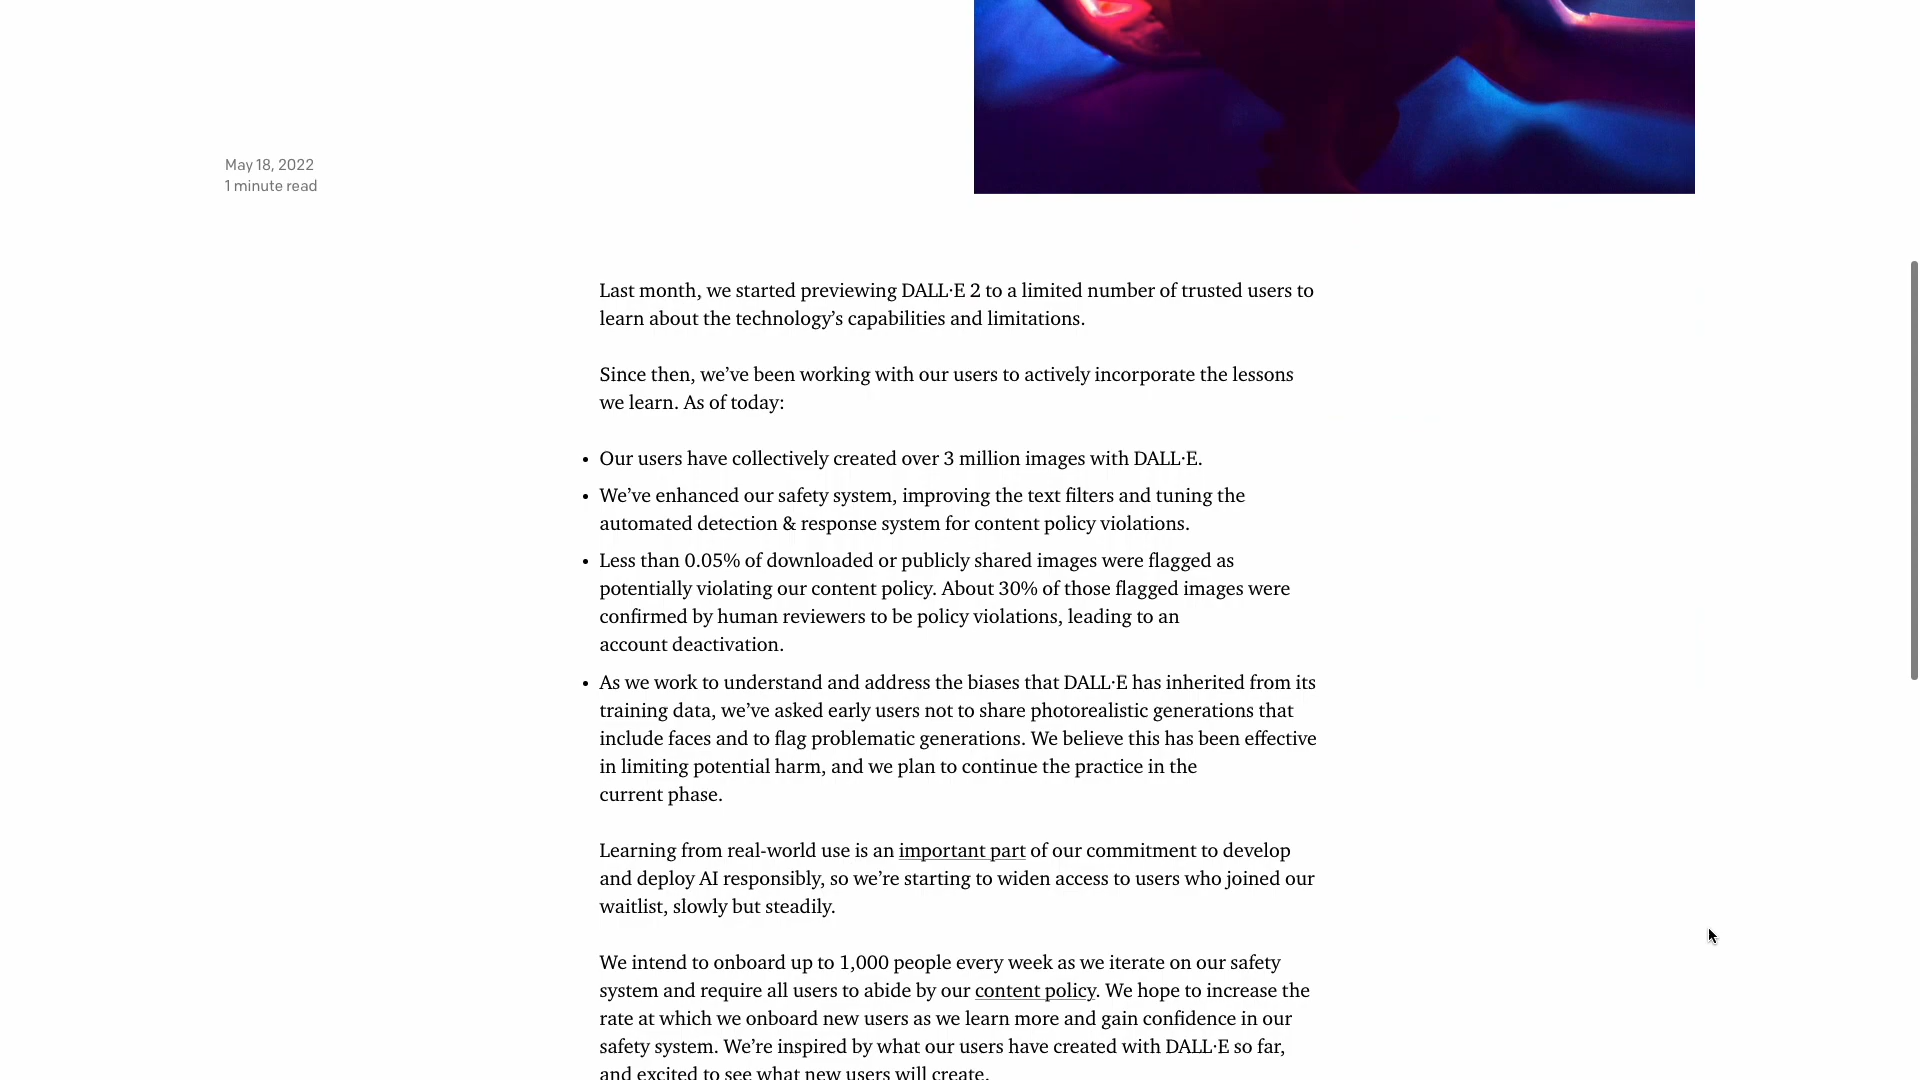 May 18, 2022
1 minute read
Last month, we started previewing DALL·E 2 to a limited number of trusted users to
learn about the technology’s capabilities and limitations.
Since then, we’ve been working with our users to actively incorporate the lessons
we learn. As of today:
• Our users have collectively created over 3 million images with DALL·E.
• We’ve enhanced our safety system, improving the text filters and tuning the
automated detection & response system for content policy violations.
• Less than 0.05% of downloaded or publicly shared images were flagged as
potentially violating our content policy. About 30% of those flagged images were
confirmed by human reviewers to be policy violations, leading to an
account deactivation.
• As we work to understand and address the biases that DALL·E has inherited from its
training data, we’ve asked early users not to share photorealistic generations that
include faces and to flag problematic generations. We believe this has been effective
in limiting potential harm, and we plan to continue the practice in the
current phase.
Learning from real-world use is an important part of our commitment to develop
and deploy AI responsibly, so we’re starting to widen access to users who joined our
waitlist, slowly but steadily.
We intend to onboard up to 1,000 people every week as we iterate on our safety
system and require all users to abide by our content policy. We hope to increase the
rate at which we onboard new users as we learn more and gain confidence in our
safety system. We’re inspired by what our users have created with DALL·E so far,
and excited to see what new users will create.